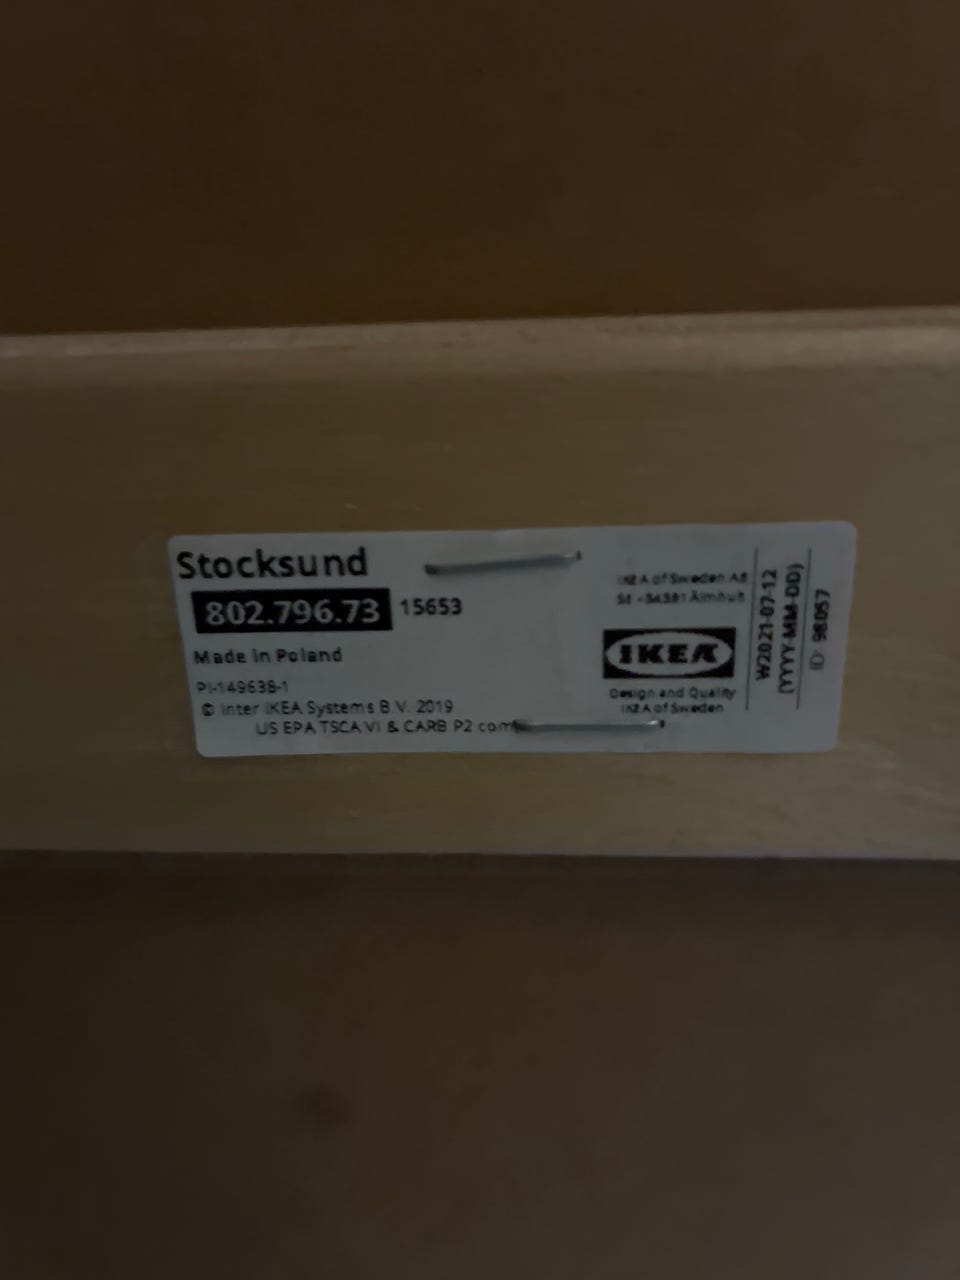 Stocksund
802.796.73 15653
Made in Poland
PI-149638-1
© Inter IKEA Systems B.V. 2019
US EPA TSCA VI & CARB P2 com
IKEA of Sweden AB
SE -34381 Älmhult
IKEA
Design and Quality
IKEA of Sweden
W2021-07-12
(YYYY-MM-DD)
ID: 98057